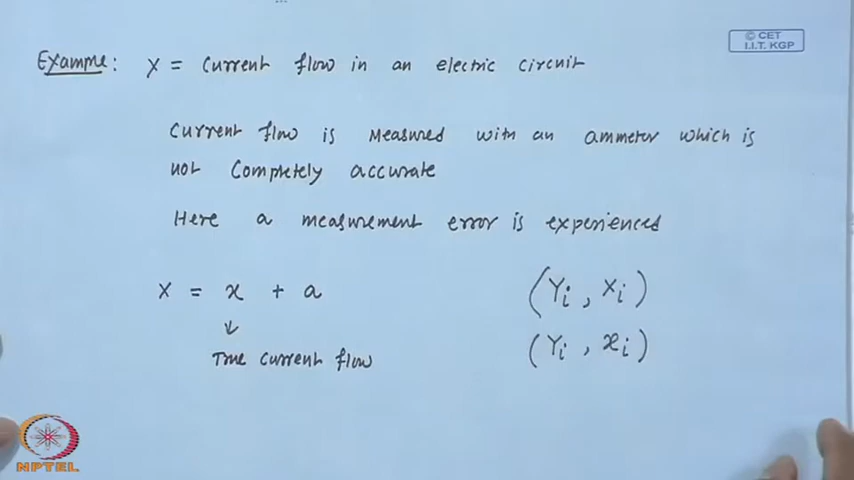 © CET
I.I.T. KGP
Example: X = Current flow in an electric circuit
Current flow is measured with an ammeter which is
not completely accurate
Here a measurement error is experienced
X = x + a
(Yi, Xi)
↓
(Yi, xi)
True current flow
NPTEL